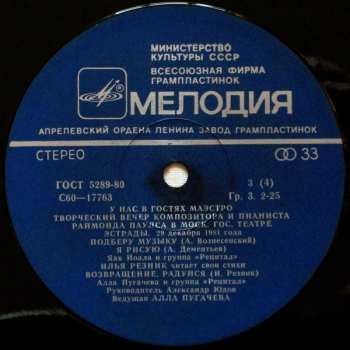 МИНИСТЕРСТВО
КУЛЬТУРЫ СССР
ВСЕСОЮЗНАЯ ФИРМА
ГРАМПЛАСТИНОК
МЕЛОДИЯ
АПРЕЛЕВСКИЙ ОРДЕНА ЛЕНИНА ЗАВОД ГРАМПЛАСТИНОК
СТЕРЕО 33
ГОСТ 5289-80 3 (4)
С60—17763 Гр. 3. 2-25
У НАС В ГОСТЯХ МАЭСТРО
ТВОРЧЕСКИЙ ВЕЧЕР КОМПОЗИТОРА И ПИАНИСТА
РАЙМОНДА ПАУЛСА В МОСК. ГОС. ТЕАТРЕ
ЭСТРАДЫ. 29 декабря 1981 года
ПОДБЕРУ МУЗЫКУ (А. Вознесенский)
Я РИСУЮ (А. Дементьев)
Яак Йоала и группа «Рецитал»
ИЛЬЯ РЕЗНИК читает свои стихи
ВОЗВРАЩЕНИЕ, РАДУЙСЯ (И. Резник)
Алла Пугачева и группа «Рецитал»
Руководитель Александр Юдов
Ведущая АЛЛА ПУГАЧЕВА